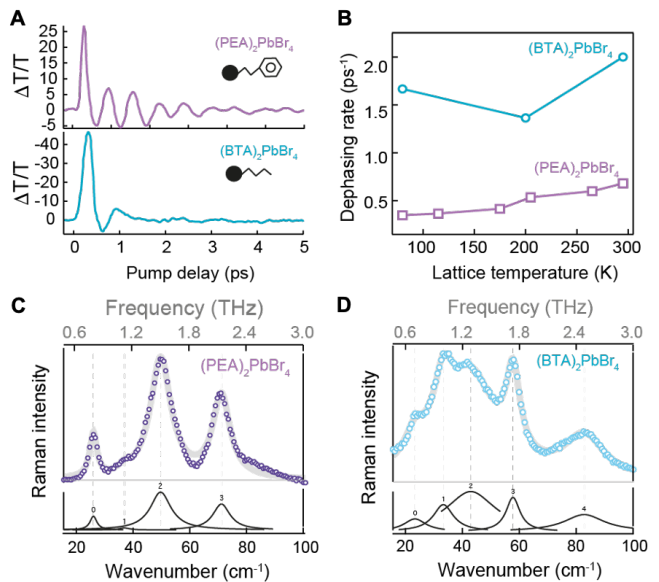 A
ΔT/T
25
20
15
10
5
0
-5
(PEA)₂PbBr₄
ΔT/T
-40
-30
-20
-10
0
(BTA)₂PbBr₄
0
1
2
3
4
5
Pump delay (ps)
B
Dephasing rate (ps⁻¹)
2.0
1.5
1.0
0.5
(BTA)₂PbBr₄
(PEA)₂PbBr₄
100
150
200
250
300
Lattice temperature (K)
C
Frequency (THz)
0.6
1.2
1.8
2.4
3.0
(PEA)₂PbBr₄
Raman intensity
0
1
2
3
20
40
60
80
100
Wavenumber (cm⁻¹)
D
Frequency (THz)
0.6
1.2
1.8
2.4
3.0
(BTA)₂PbBr₄
Raman intensity
0
1
2
3
4
20
40
60
80
100
Wavenumber (cm⁻¹)